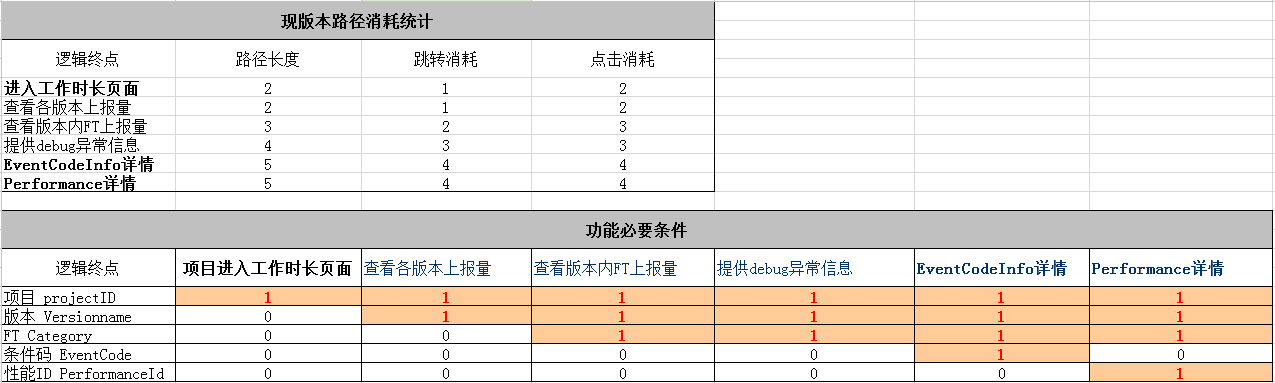 现版本路径消耗统计
逻辑终点 路径长度 跳转消耗 点击消耗
进入工作时长页面 2 1 2
查看各版本上报量 2 1 2
查看版本内FT上报量 3 2 3
提供debug异常信息 4 3 3
EventCodeInfo详情 5 4 4
Performance详情 5 4 4
功能必要条件
逻辑终点 项目进入工作时长页面 查看各版本上报量 查看版本内FT上报量 提供debug异常信息 EventCodeInfo详情 Performance详情
项目 projectID 1 1 1 1 1 1
版本 Versionname 0 1 1 1 1 1
FT Category 0 0 1 1 1 1
条件码 EventCode 0 0 0 0 1 0
性能ID PerformanceId 0 0 0 0 0 1